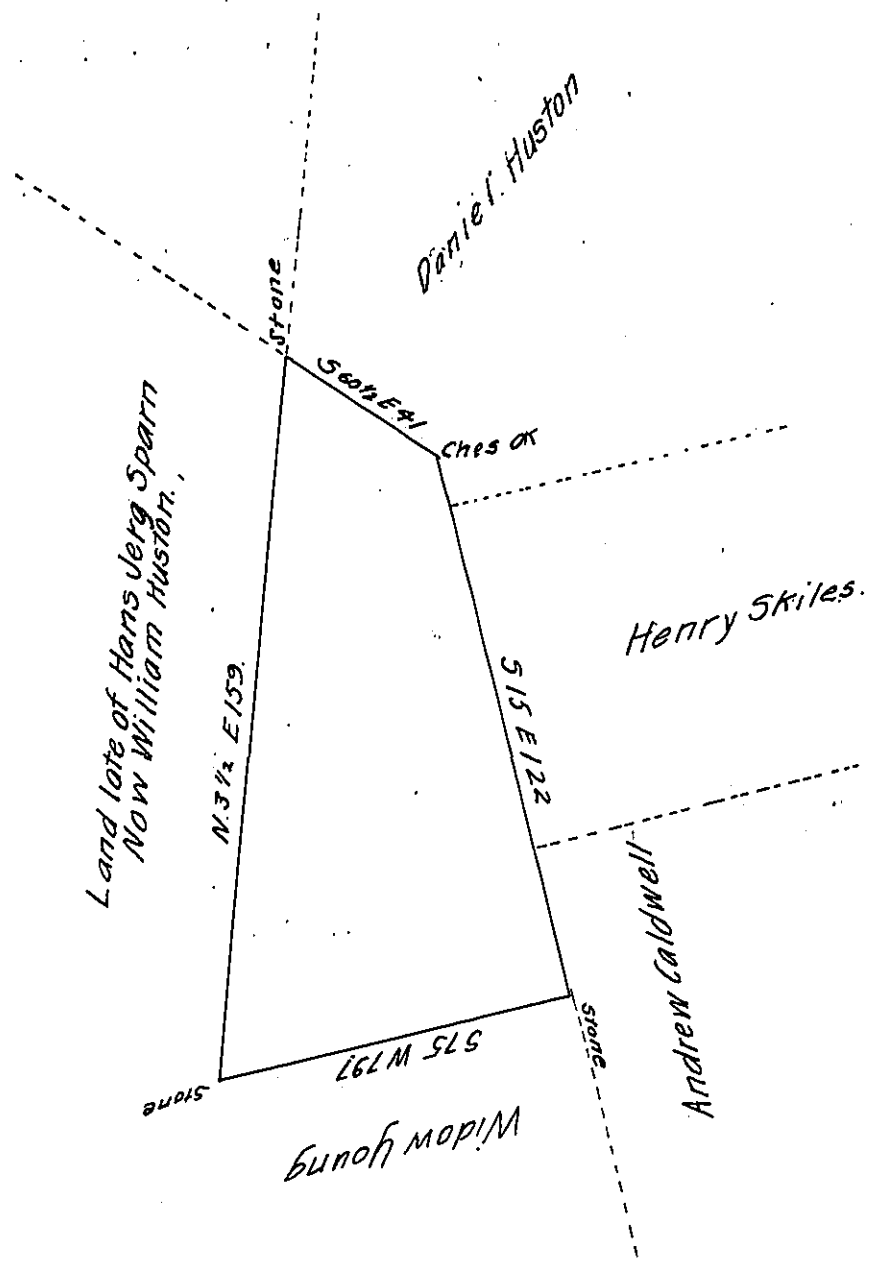 Daniel. Huston
Stone
S 60½ E 41
Ches OK
Land late of Hans Jerg Sparn
Now William Huston.,
N. 3½ E 159.
S 15 E 122
Henry Skiles.
Andrew Caldwell
Stone
S 75 W 79,
Stone
Widow Young